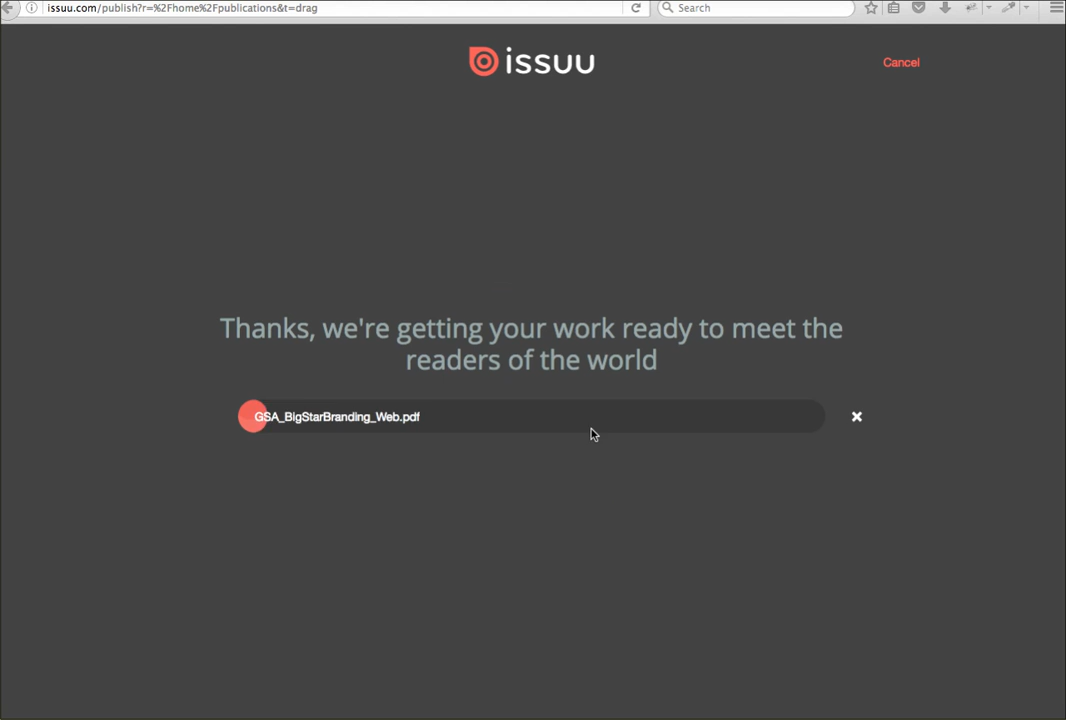 issuu.com/publish?r=%2Fhome%2Fpublications&t=drag
Search
issuu
Cancel
Thanks, we're getting your work ready to meet the
readers of the world
GSA_BigStarBranding_Web.pdf